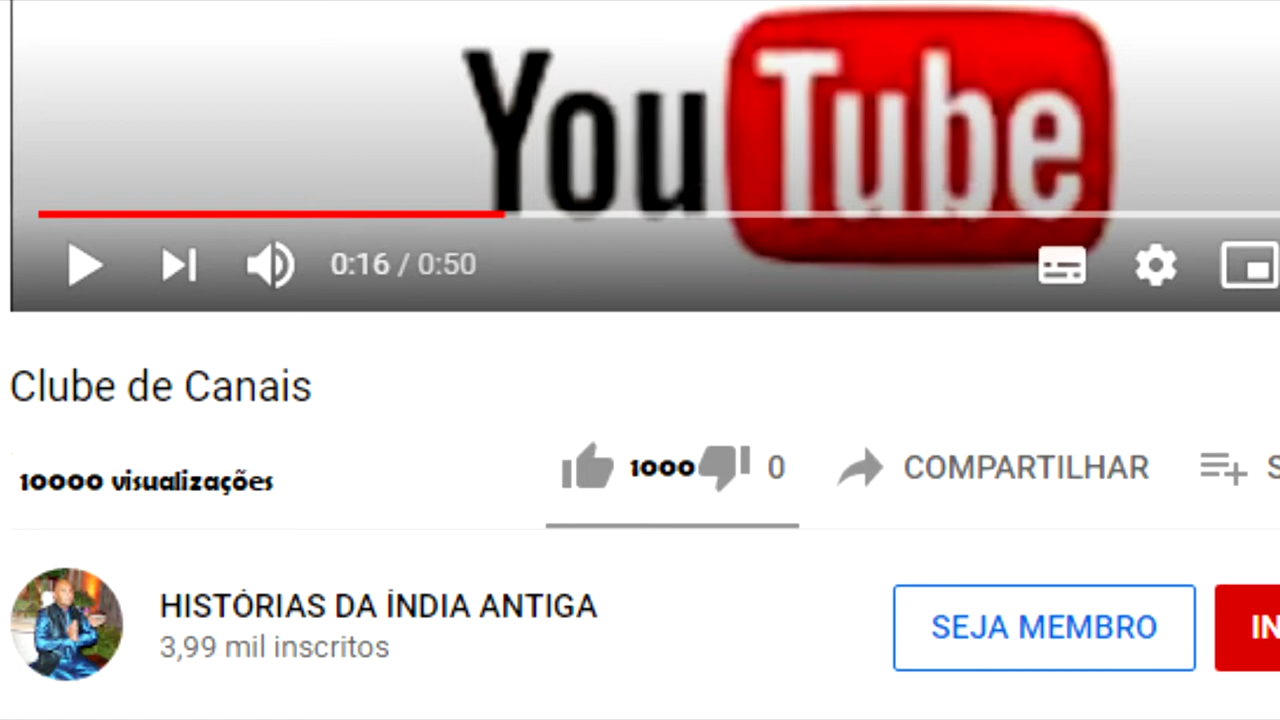 YouTube
0:16 / 0:50
Clube de Canais
10000 visualizações
1000 0 COMPARTILHAR S
HISTÓRIAS DA ÍNDIA ANTIGA
3,99 mil inscritos
SEJA MEMBRO IN